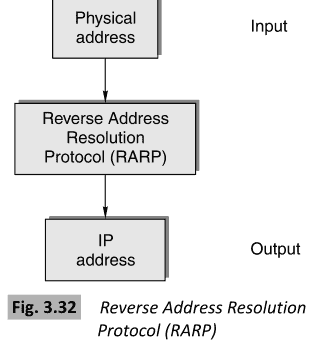 Physical
address
Input
Reverse Address
Resolution
Protocol (RARP)
IP
address
Output
Fig. 3.32 Reverse Address Resolution
Protocol (RARP)